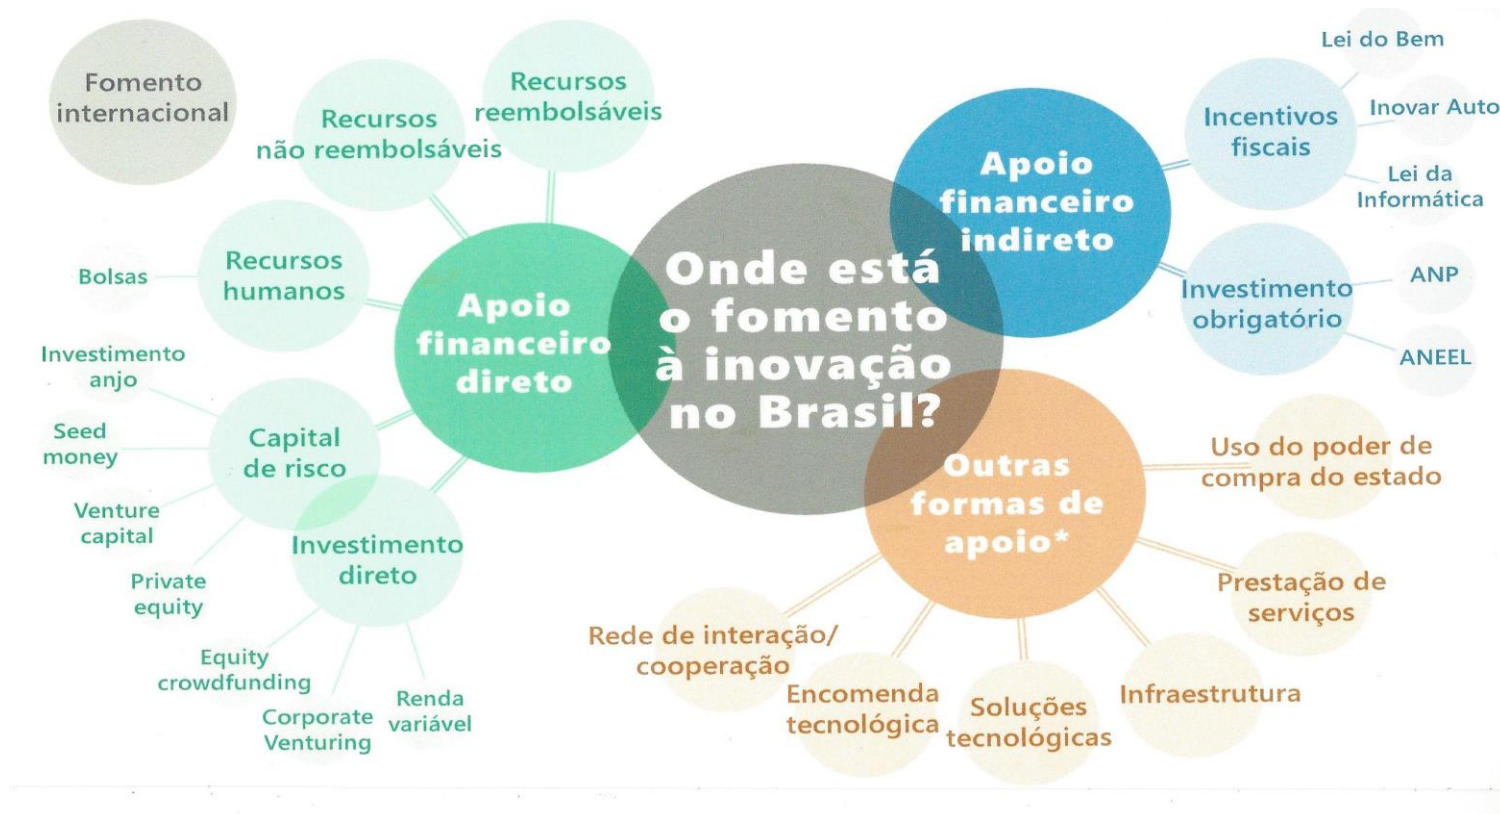 Fomento
internacional
Recursos
não reembolsáveis
Recursos
reembolsáveis
Recursos
humanos
Bolsas
Apoio
financeiro
direto
Investimento
anjo
Seed
money
Venture
capital
Private
equity
Capital
de risco
Investimento
direto
Equity
crowdfunding
Corporate
Venturing
Renda
variável
Onde está
o fomento
à inovação
no Brasil?
Apoio
financeiro
indireto
Incentivos
fiscais
Lei do Bem
Inovar Auto
Lei da
Informática
Investimento
obrigatório
ANP
ANEEL
Outras
formas de
apoio*
Uso do poder de
compra do estado
Prestação de
serviços
Infraestrutura
Soluções
tecnológicas
Encomenda
tecnológica
Rede de interação/
cooperação